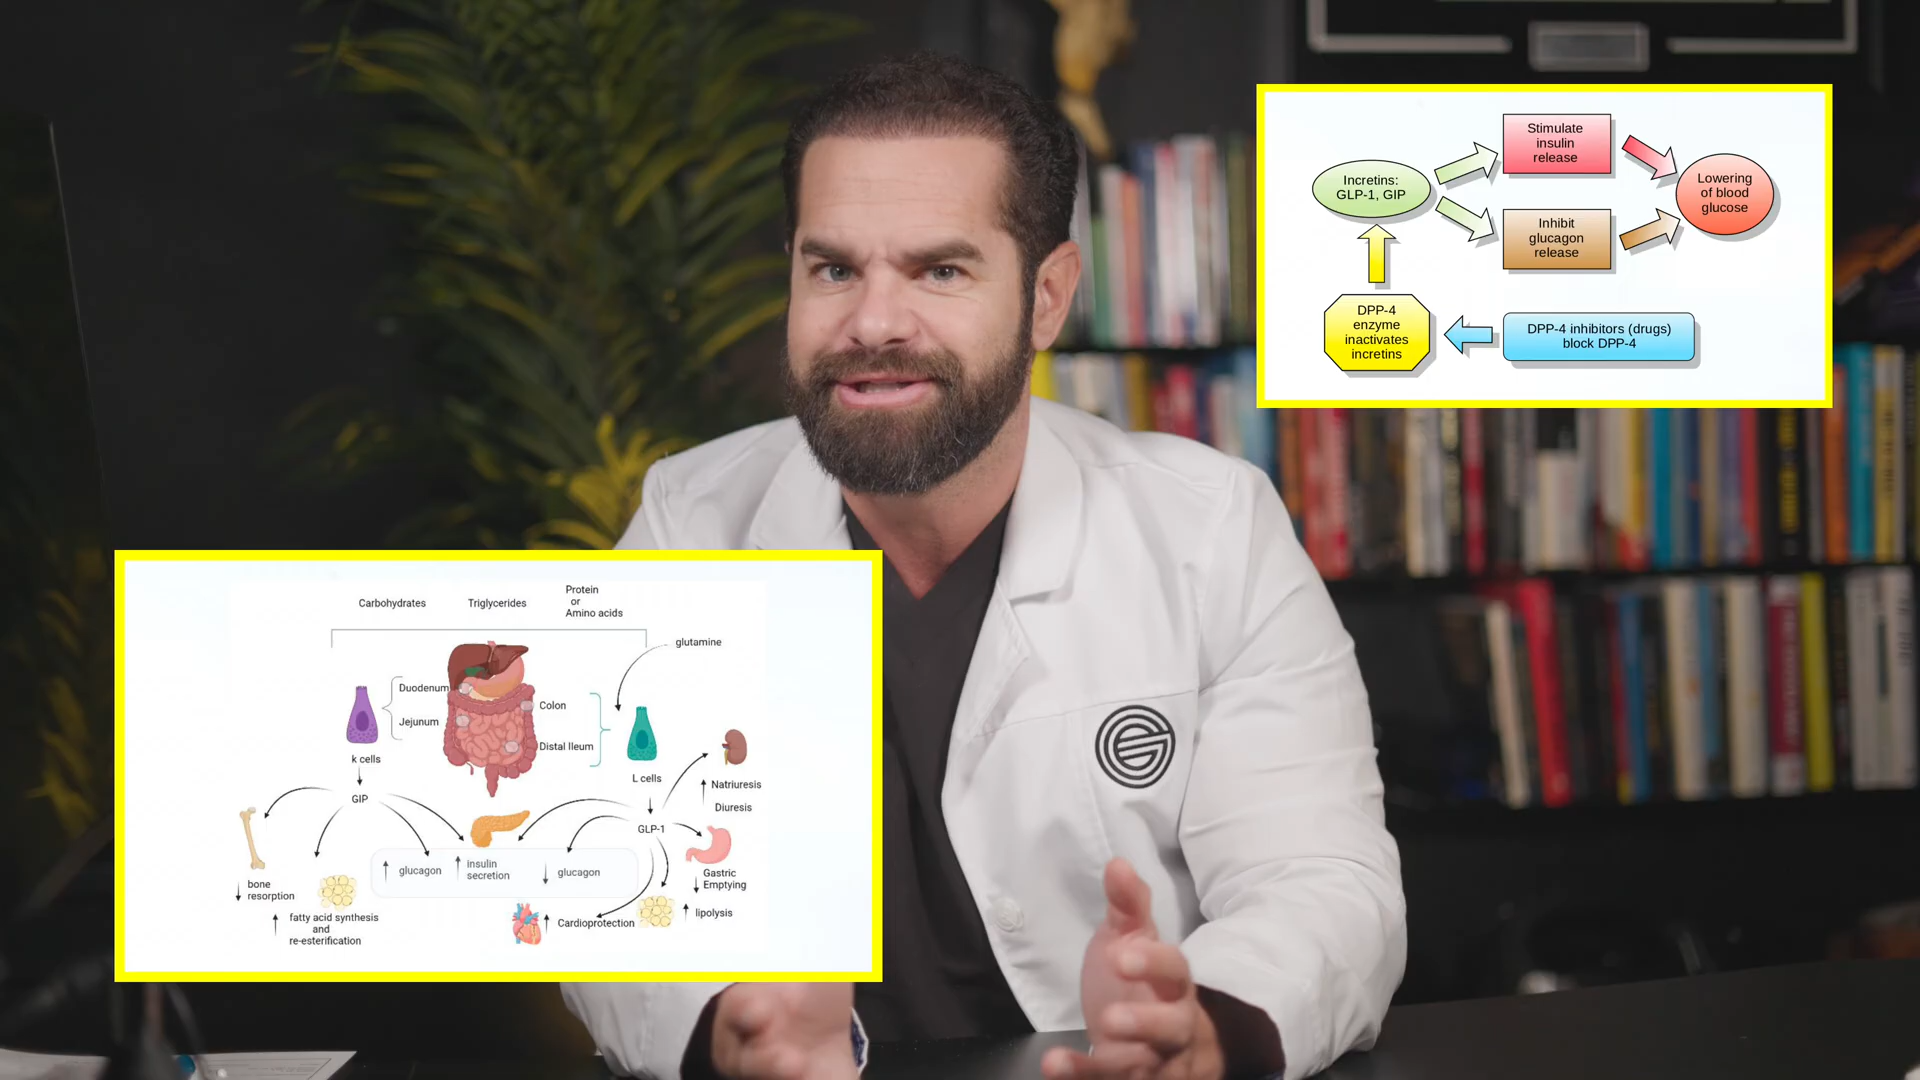 Stimulate
insulin
release
Incretins:
GLP-1, GIP
Lowering
of blood
glucose
Inhibit
glucagon
release
DPP-4
enzyme
inactivates
incretins
DPP-4 inhibitors (drugs)
block DPP-4
Carbohydrates
Triglycerides
Protein
or
Amino acids
glutamine
Duodenum
Jejunum
Colon
Distal Ileum
k cells
L cells
GIP
GLP-1
Natriuresis
Diuresis
glucagon
insulin
secretion
glucagon
Gastric
Emptying
bone
resorption
fatty acid synthesis
and
re-esterification
Cardioprotection
lipolysis